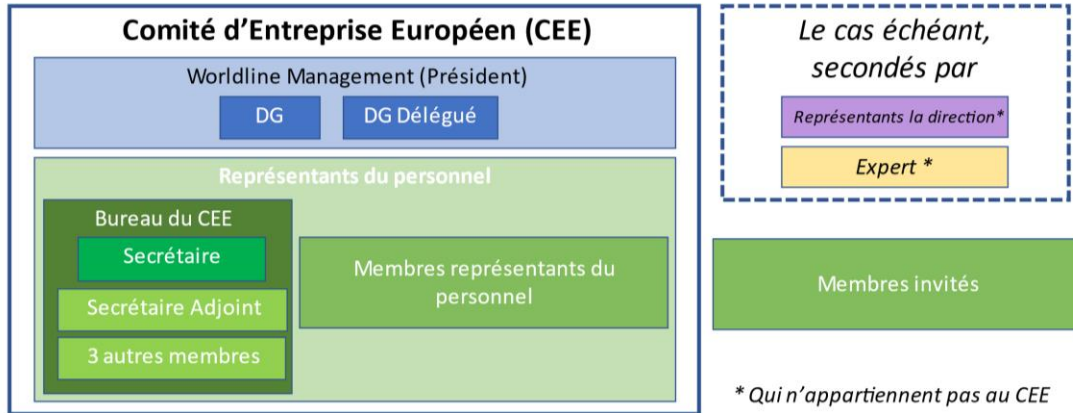 Comité d'Entreprise Européen (CEE)
Worldline Management (Président)
DG
DG Délégué
Représentants du personnel
Bureau du CEE
Secrétaire
Secrétaire Adjoint
3 autres membres
Membres représentants du
personnel
Le cas échéant,
secondés par
Représentants la direction*
Expert *
Membres invités
* Qui n'appartiennent pas au CEE